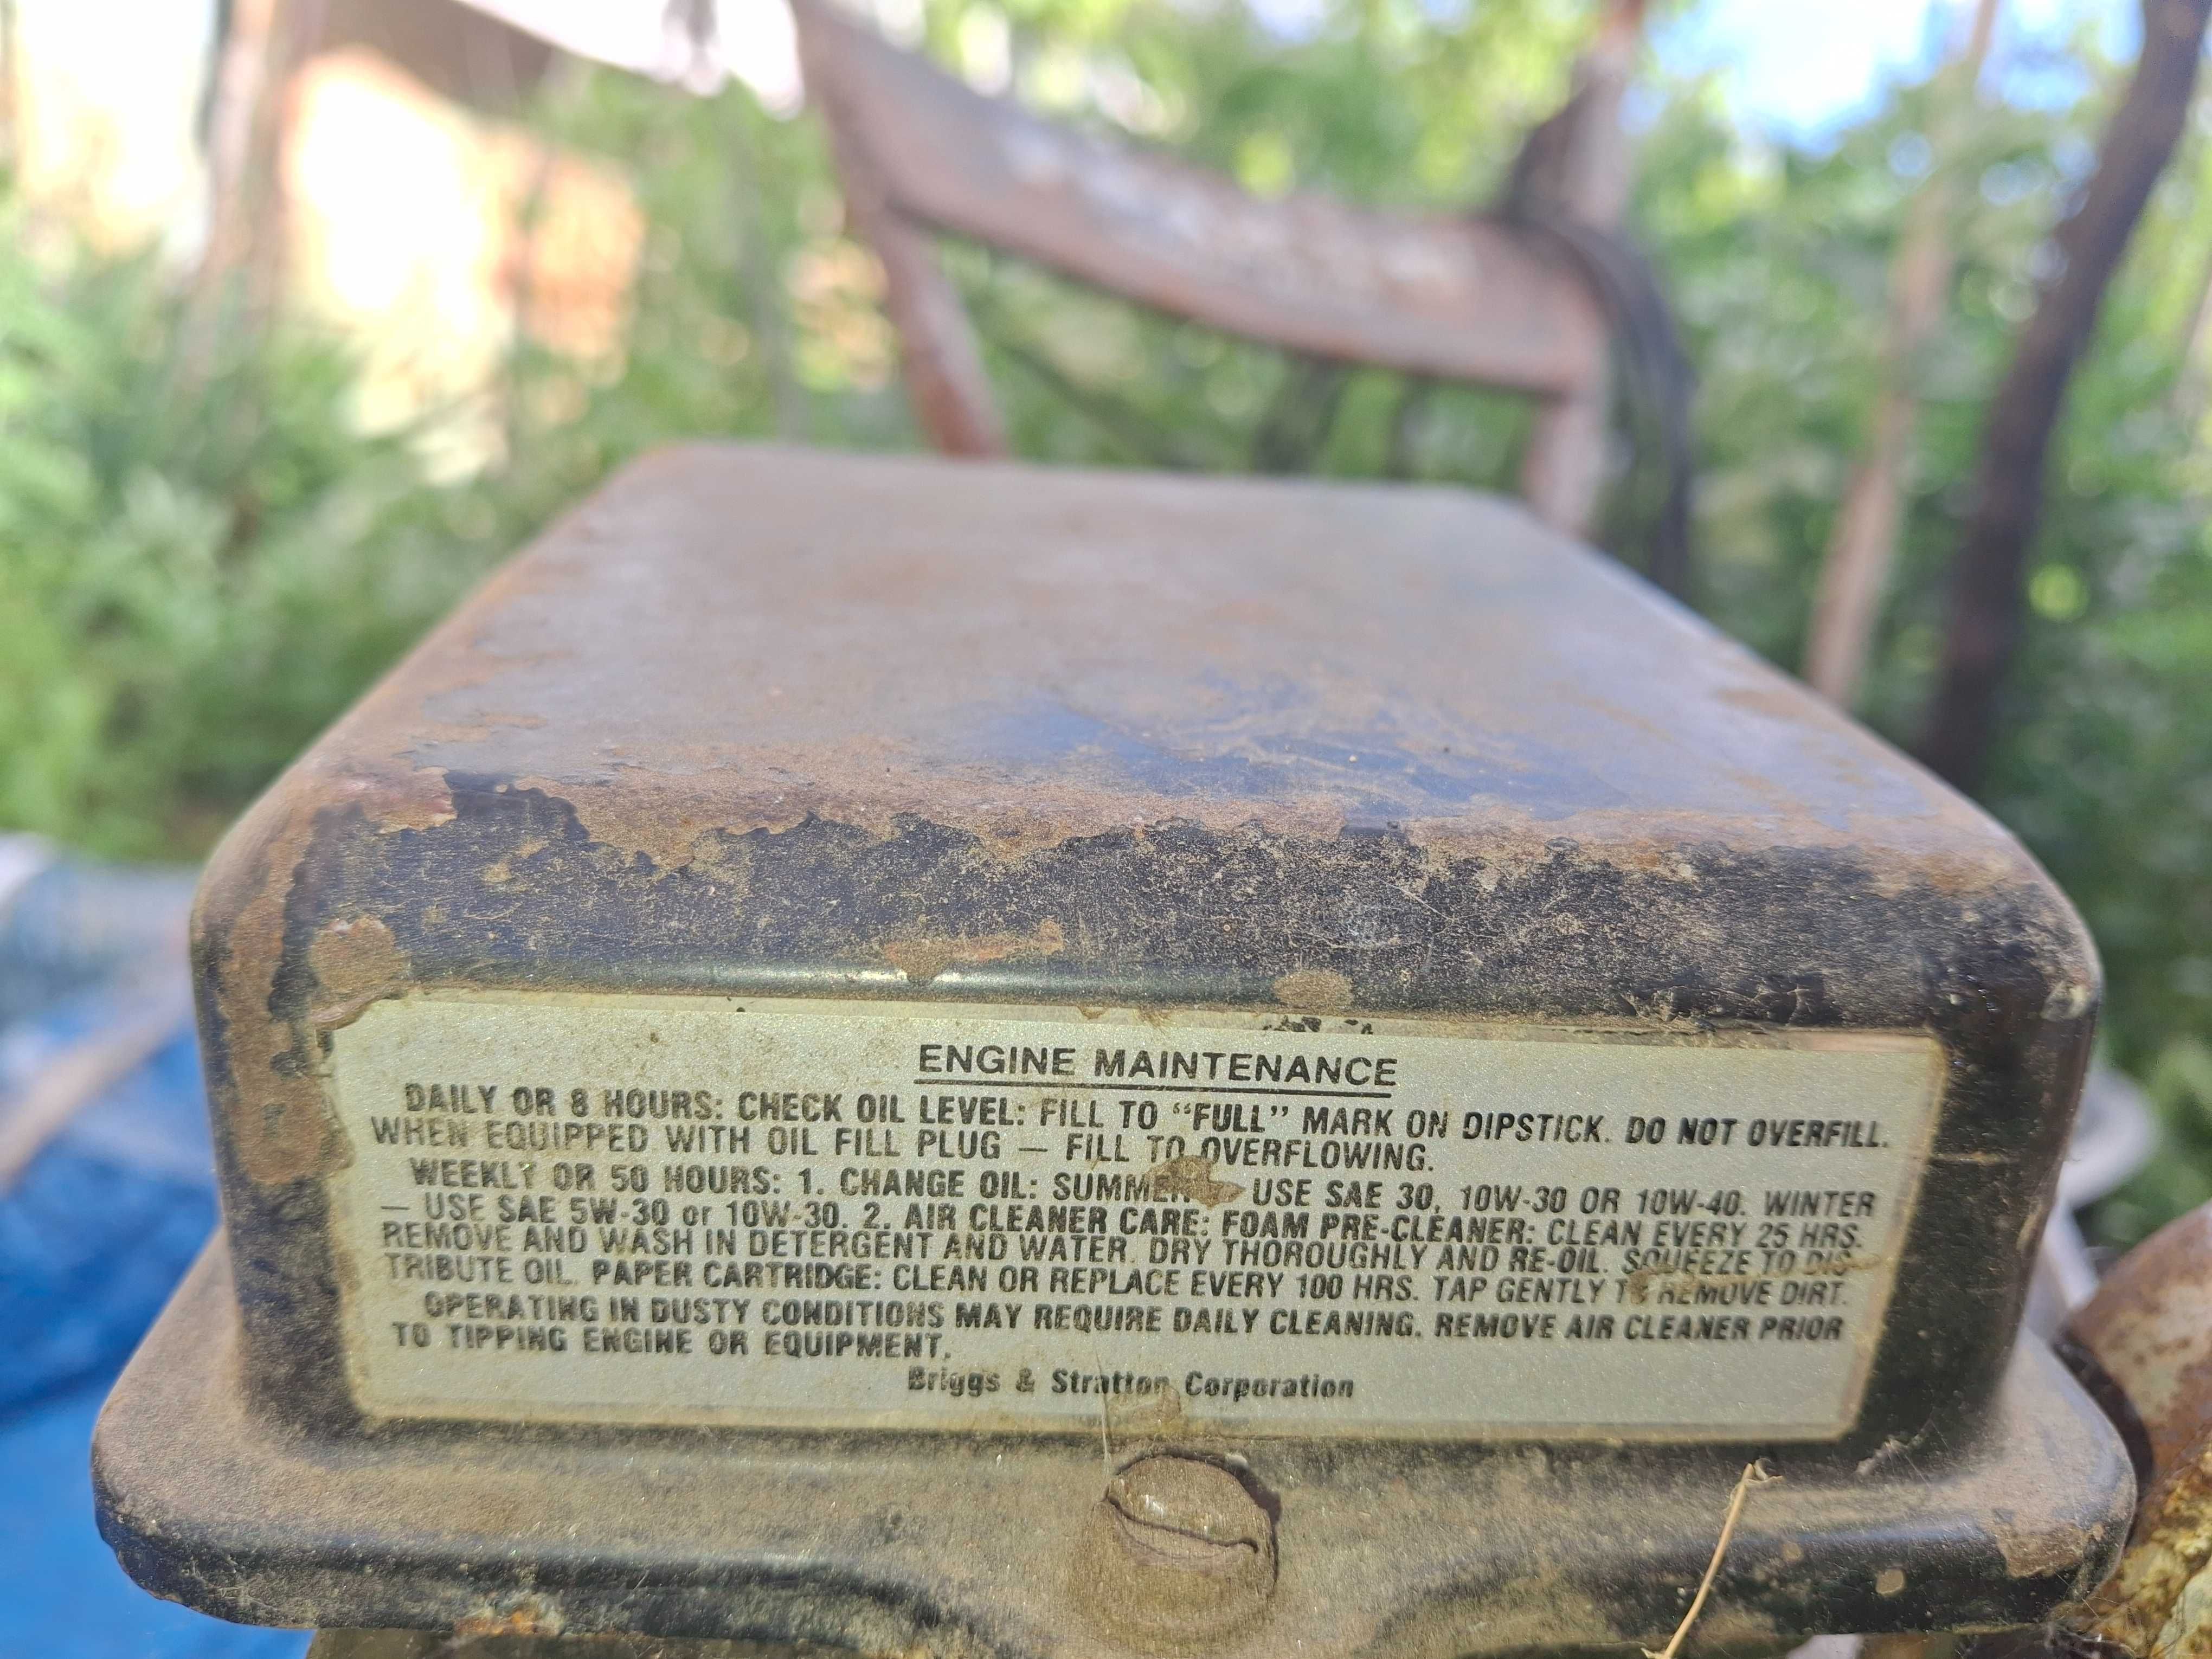 ENGINE MAINTENANCE
DAILY OR 8 HOURS: CHECK OIL LEVEL: FILL TO “FULL” MARK ON DIPSTICK. DO NOT OVERFILL.
WHEN EQUIPPED WITH OIL FILL PLUG — FILL TO OVERFLOWING.
WEEKLY OR 50 HOURS: 1. CHANGE OIL: SUMMER USE SAE 30, 10W-30 OR 10W-40. WINTER
— USE SAE 5W-30 or 10W-30. 2. AIR CLEANER CARE: FOAM PRE-CLEANER: CLEAN EVERY 25 HRS.
REMOVE AND WASH IN DETERGENT AND WATER. DRY THOROUGHLY AND RE-OIL. SQUEEZE TO DIS-
TRIBUTE OIL. PAPER CARTRIDGE: CLEAN OR REPLACE EVERY 100 HRS. TAP GENTLY TO REMOVE DIRT.
OPERATING IN DUSTY CONDITIONS MAY REQUIRE DAILY CLEANING. REMOVE AIR CLEANER PRIOR
TO TIPPING ENGINE OR EQUIPMENT.
Briggs & Stratton Corporation